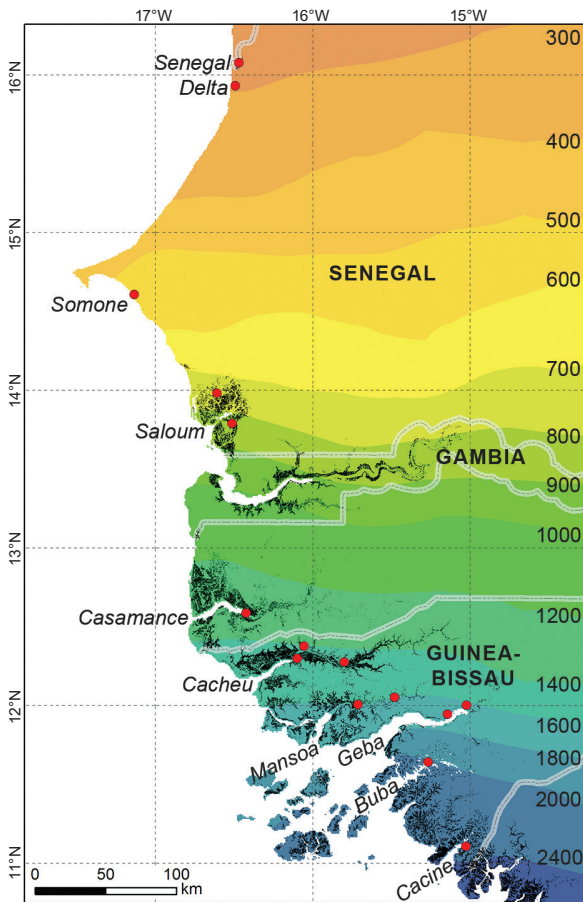 17°W 16°W 15°W
300
16°N
Senegal
Delta
400
500
15°N
SENEGAL
600
Somone
700
14°N
Saloum
800
GAMBIA
900
1000
13°N
Casamance
1200
GUINEA-
BISSAU
Cacheu
1400
12°N
1600
Mansoa
Geba
1800
Buba
2000
11°N
2400
Cacine
0 50 100
km